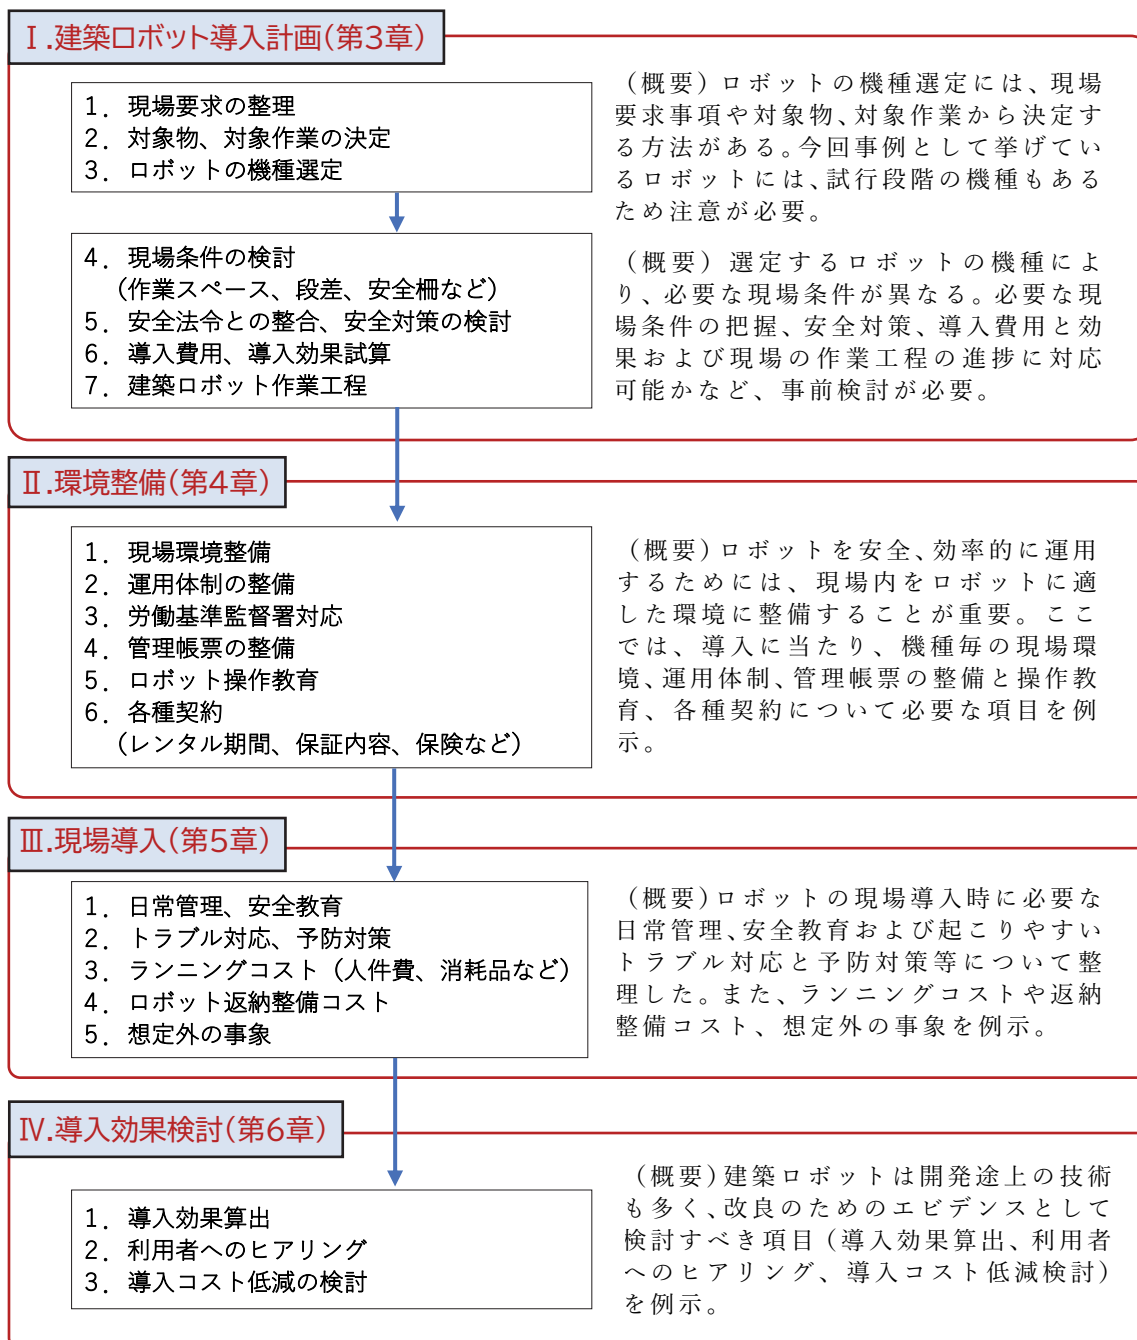 Ⅰ.建築ロボット導入計画(第3章)
1．現場要求の整理
2．対象物、対象作業の決定
3．ロボットの機種選定
（概要）ロボットの機種選定には、現場
要求事項や対象物、対象作業から決定す
る方法がある。今回事例として挙げてい
るロボットには、試行段階の機種もある
ため注意が必要。
4．現場条件の検討
（作業スペース、段差、安全柵など）
5．安全法令との整合、安全対策の検討
6．導入費用、導入効果試算
7．建築ロボット作業工程
（概要）選定するロボットの機種によ
り、必要な現場条件が異なる。必要な現
場条件の把握、安全対策、導入費用と効
果および現場の作業工程の進捗に対応
可能かなど、事前検討が必要。
Ⅱ.環境整備(第4章)
1．現場環境整備
2．運用体制の整備
3．労働基準監督署対応
4．管理帳票の整備
5．ロボット操作教育
6．各種契約
（レンタル期間、保証内容、保険など）
（概要）ロボットを安全、効率的に運用
するためには、現場内をロボットに適
した環境に整備することが重要。ここ
では、導入に当たり、機種毎の現場環
境、運用体制、管理帳票の整備と操作教
育、各種契約について必要な項目を例
示。
Ⅲ.現場導入(第5章)
1．日常管理、安全教育
2．トラブル対応、予防対策
3．ランニングコスト（人件費、消耗品など）
4．ロボット返納整備コスト
5．想定外の事象
（概要）ロボットの現場導入時に必要な
日常管理、安全教育および起こりやすい
トラブル対応と予防対策等について整
理した。また、ランニングコストや返納
整備コスト、想定外の事象を例示。
Ⅳ.導入効果検討(第6章)
1．導入効果算出
2．利用者へのヒアリング
3．導入コスト低減の検討
（概要）建築ロボットは開発途上の技術
も多く、改良のためのエビデンスとして
検討すべき項目（導入効果算出、利用者
へのヒアリング、導入コスト低減検討）
を例示。